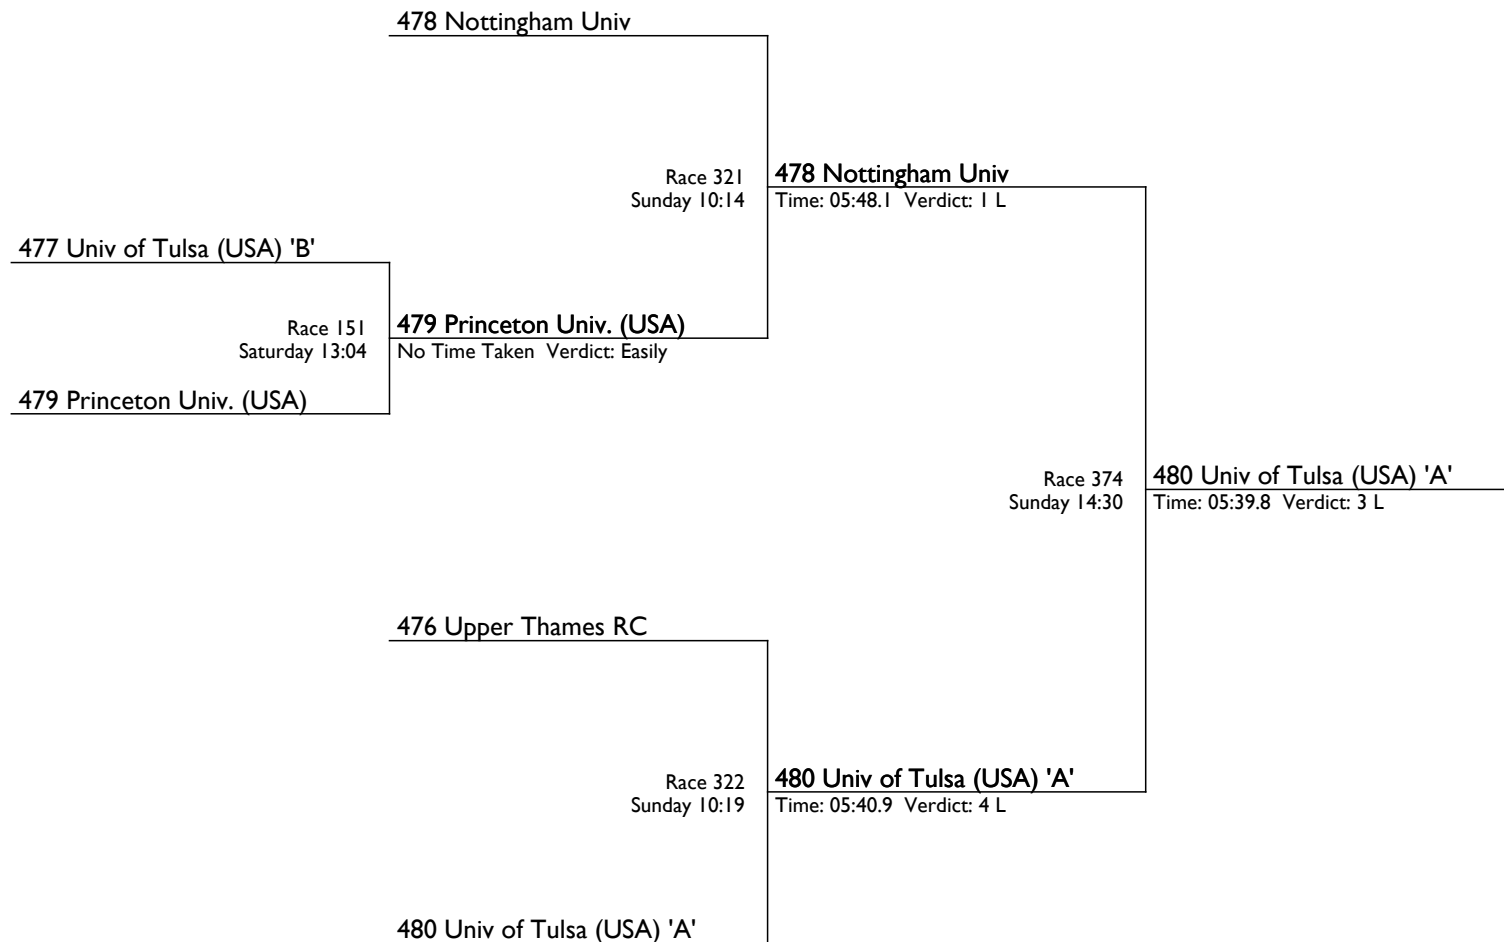 478 Nottingham Univ
Race 321
Sunday 10:14
478 Nottingham Univ
Time: 05:48.1 Verdict: 1 L
477 Univ of Tulsa (USA) 'B'
Race 151
Saturday 13:04
479 Princeton Univ. (USA)
No Time Taken Verdict: Easily
479 Princeton Univ. (USA)
Race 374
Sunday 14:30
480 Univ of Tulsa (USA) 'A'
Time: 05:39.8 Verdict: 3 L
476 Upper Thames RC
Race 322
Sunday 10:19
480 Univ of Tulsa (USA) 'A'
Time: 05:40.9 Verdict: 4 L
480 Univ of Tulsa (USA) 'A'